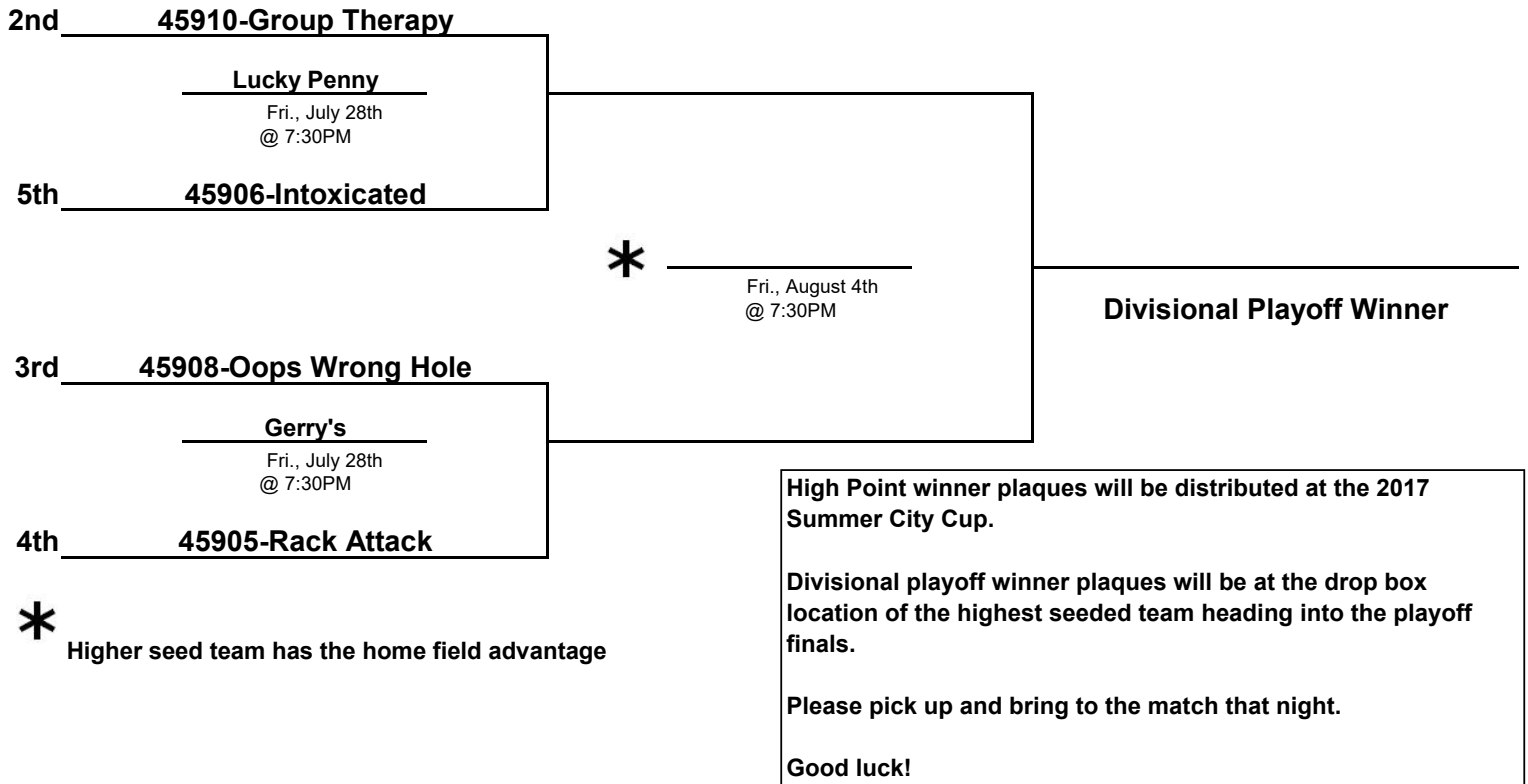 2nd 45910-Group Therapy
Lucky Penny
Fri., July 28th
@ 7:30PM
5th 45906-Intoxicated
*
Fri., August 4th
@ 7:30PM
Divisional Playoff Winner
3rd 45908-Oops Wrong Hole
Gerry's
Fri., July 28th
@ 7:30PM
4th 45905-Rack Attack
*
Higher seed team has the home field advantage
High Point winner plaques will be distributed at the 2017
Summer City Cup.
Divisional playoff winner plaques will be at the drop box
location of the highest seeded team heading into the playoff
finals.
Please pick up and bring to the match that night.
Good luck!